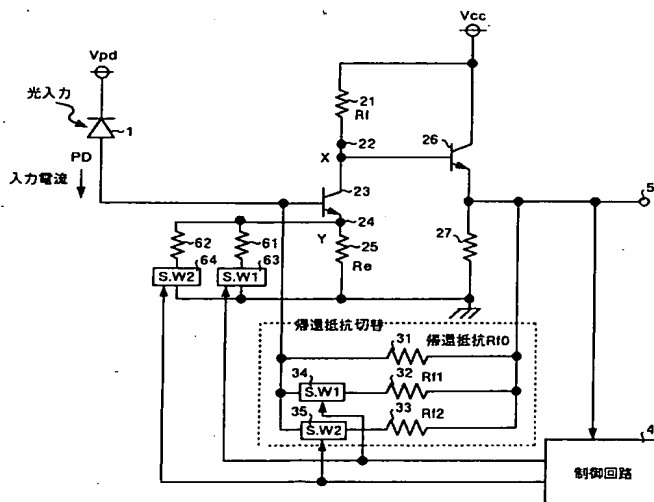 Vcc
Vpd
光入力
1
PD
入力電流
21
Rl
22
X
23
24
Y
25
Re
26
27
5
62
61
64
63
S.W2
S.W1
帰還抵抗切替
帰還抵抗Rf0
31
34
S.W1
32
Rf1
35
S.W2
33
Rf2
4
制御回路